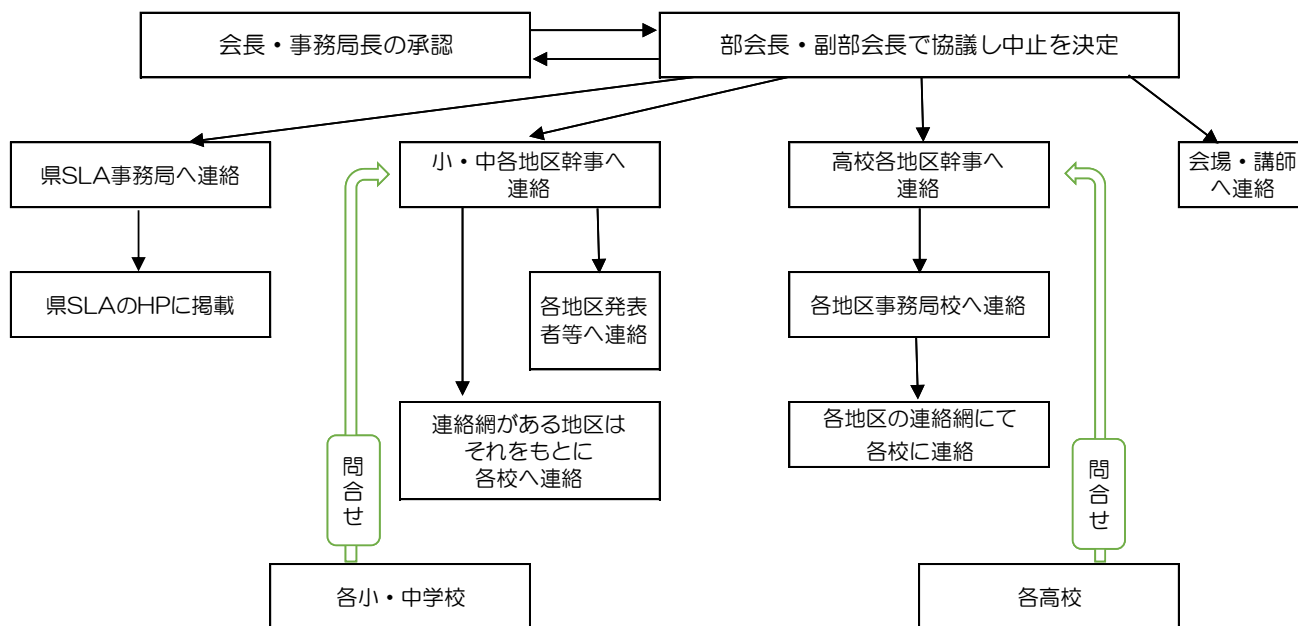 会長・事務局長の承認
部会長・副部会長で協議し中止を決定
県SLA事務局へ連絡
小・中各地区幹事へ
連絡
高校各地区幹事へ
連絡
会場・講師
へ連絡
県SLAのHPに掲載
各地区発表
者等へ連絡
各地区事務局校へ連絡
連絡網がある地区は
それをもとに
各校へ連絡
各地区の連絡網にて
各校に連絡
問合せ
問合せ
各小・中学校
各高校